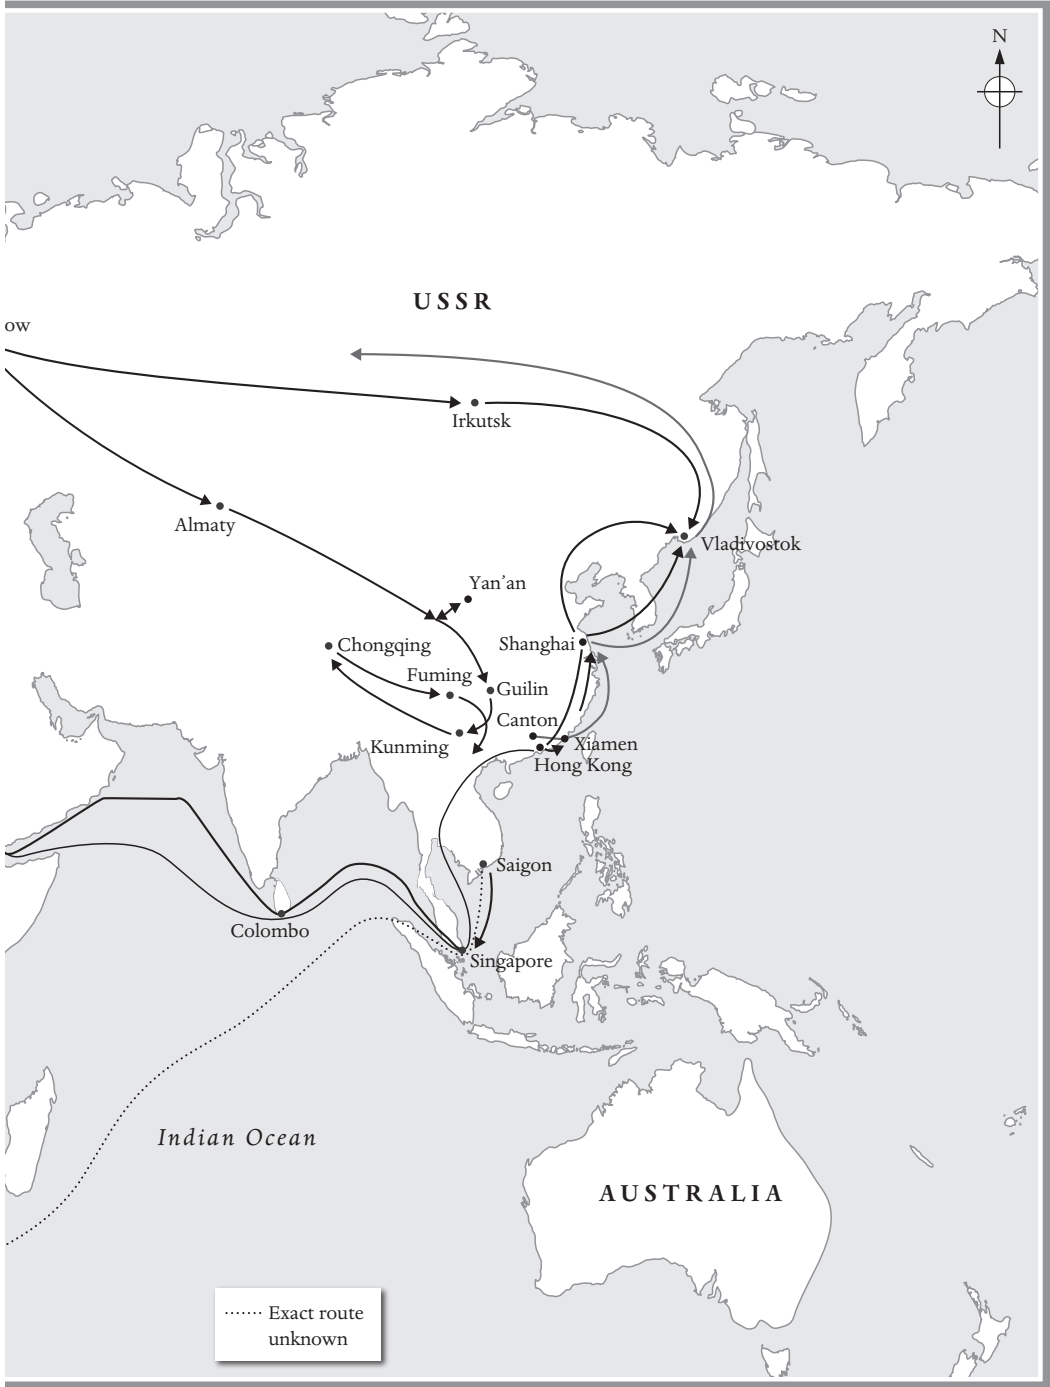 N
USSR
ow
Irkutsk
Almaty
Vladivostok
Yan’an
Shanghai
Chongqing
Fuming
Guilin
Canton
Kunming
Xiamen
Hong Kong
Saigon
Colombo
Singapore
Indian Ocean
AUSTRALIA
Exact route
unknown